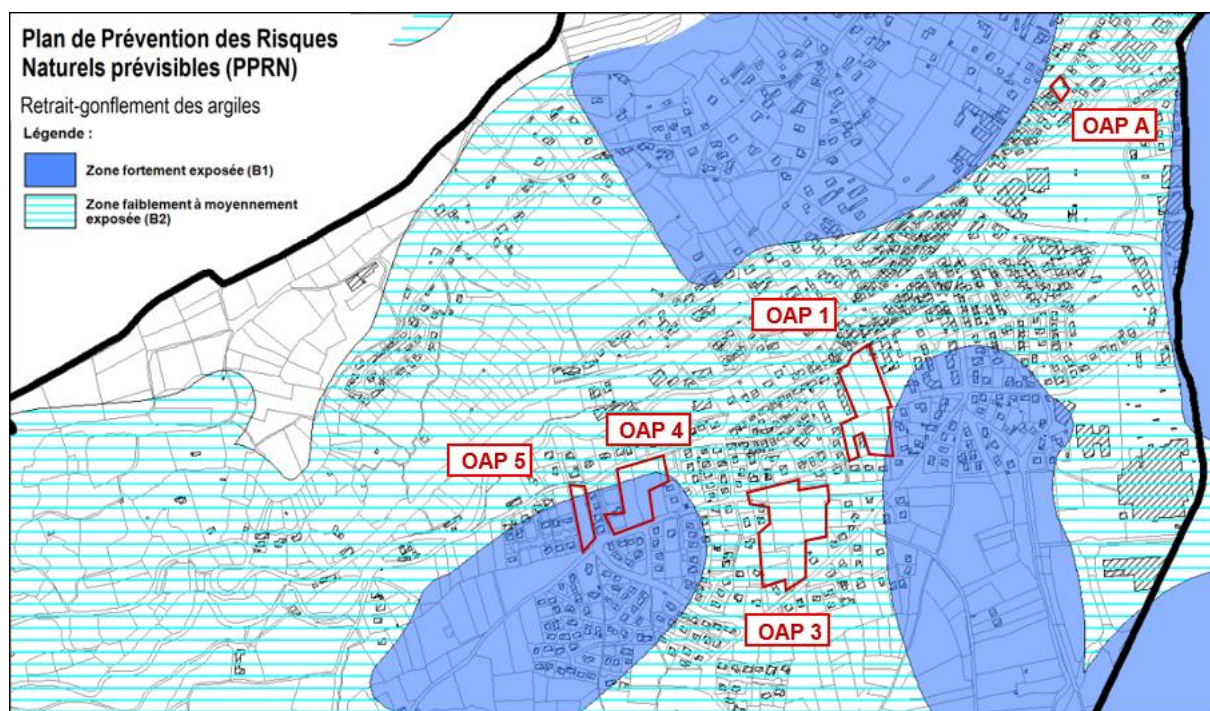 Plan de Prévention des Risques
Naturels prévisibles (PPRN)
Retrait-gonflement des argiles
Légende :
Zone fortement exposée (B1)
Zone faiblement à moyennement
exposée (B2)
OAP A
OAP 1
OAP 4
OAP 5
OAP 3